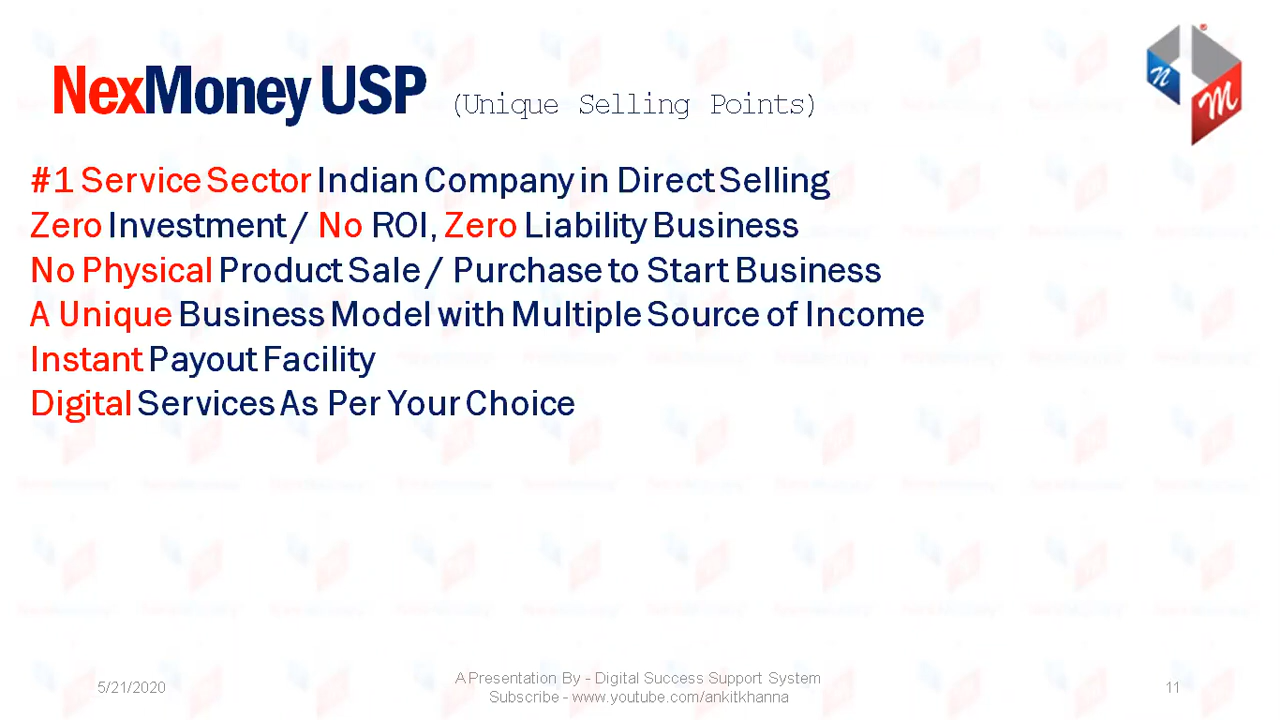 NexMoney USP (Unique Selling Points)
#1 Service Sector Indian Company in Direct Selling
Zero Investment / No ROI, Zero Liability Business
No Physical Product Sale / Purchase to Start Business
A Unique Business Model with Multiple Source of Income
Instant Payout Facility
Digital Services As Per Your Choice
5/21/2020
A Presentation By - Digital Success Support System
Subscribe - www.youtube.com/ankitkhanna
11
n
M